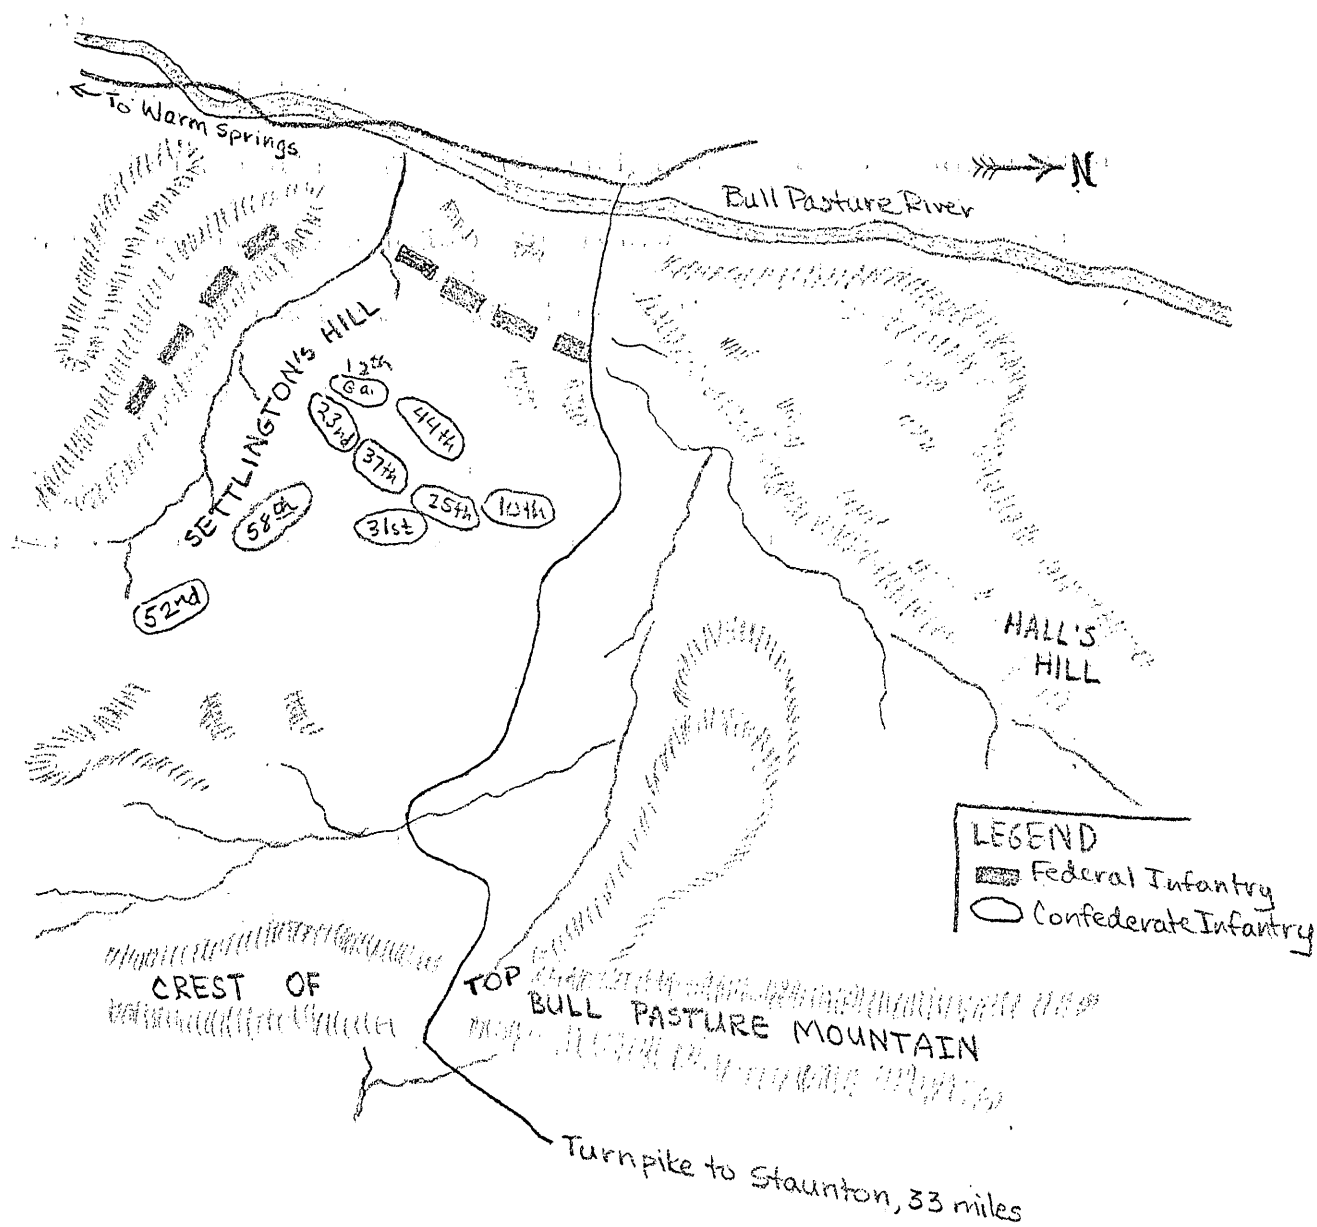 ← To Warm Springs
N
Bull Pasture River
SETTLINGTON'S HILL
12th
Ga.
23rd
44th
37th
58th
31st
25th
10th
52nd
HALL'S
HILL
LEGEND
Federal Infantry
Confederate Infantry
CREST OF
TOP
BULL PASTURE MOUNTAIN
Turnpike to Staunton, 33 miles